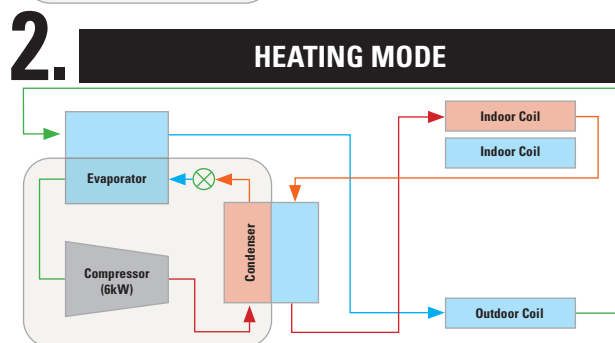 2.
HEATING MODE
Indoor Coil
Indoor Coil
Evaporator
Condenser
Compressor
(6kW)
Outdoor Coil